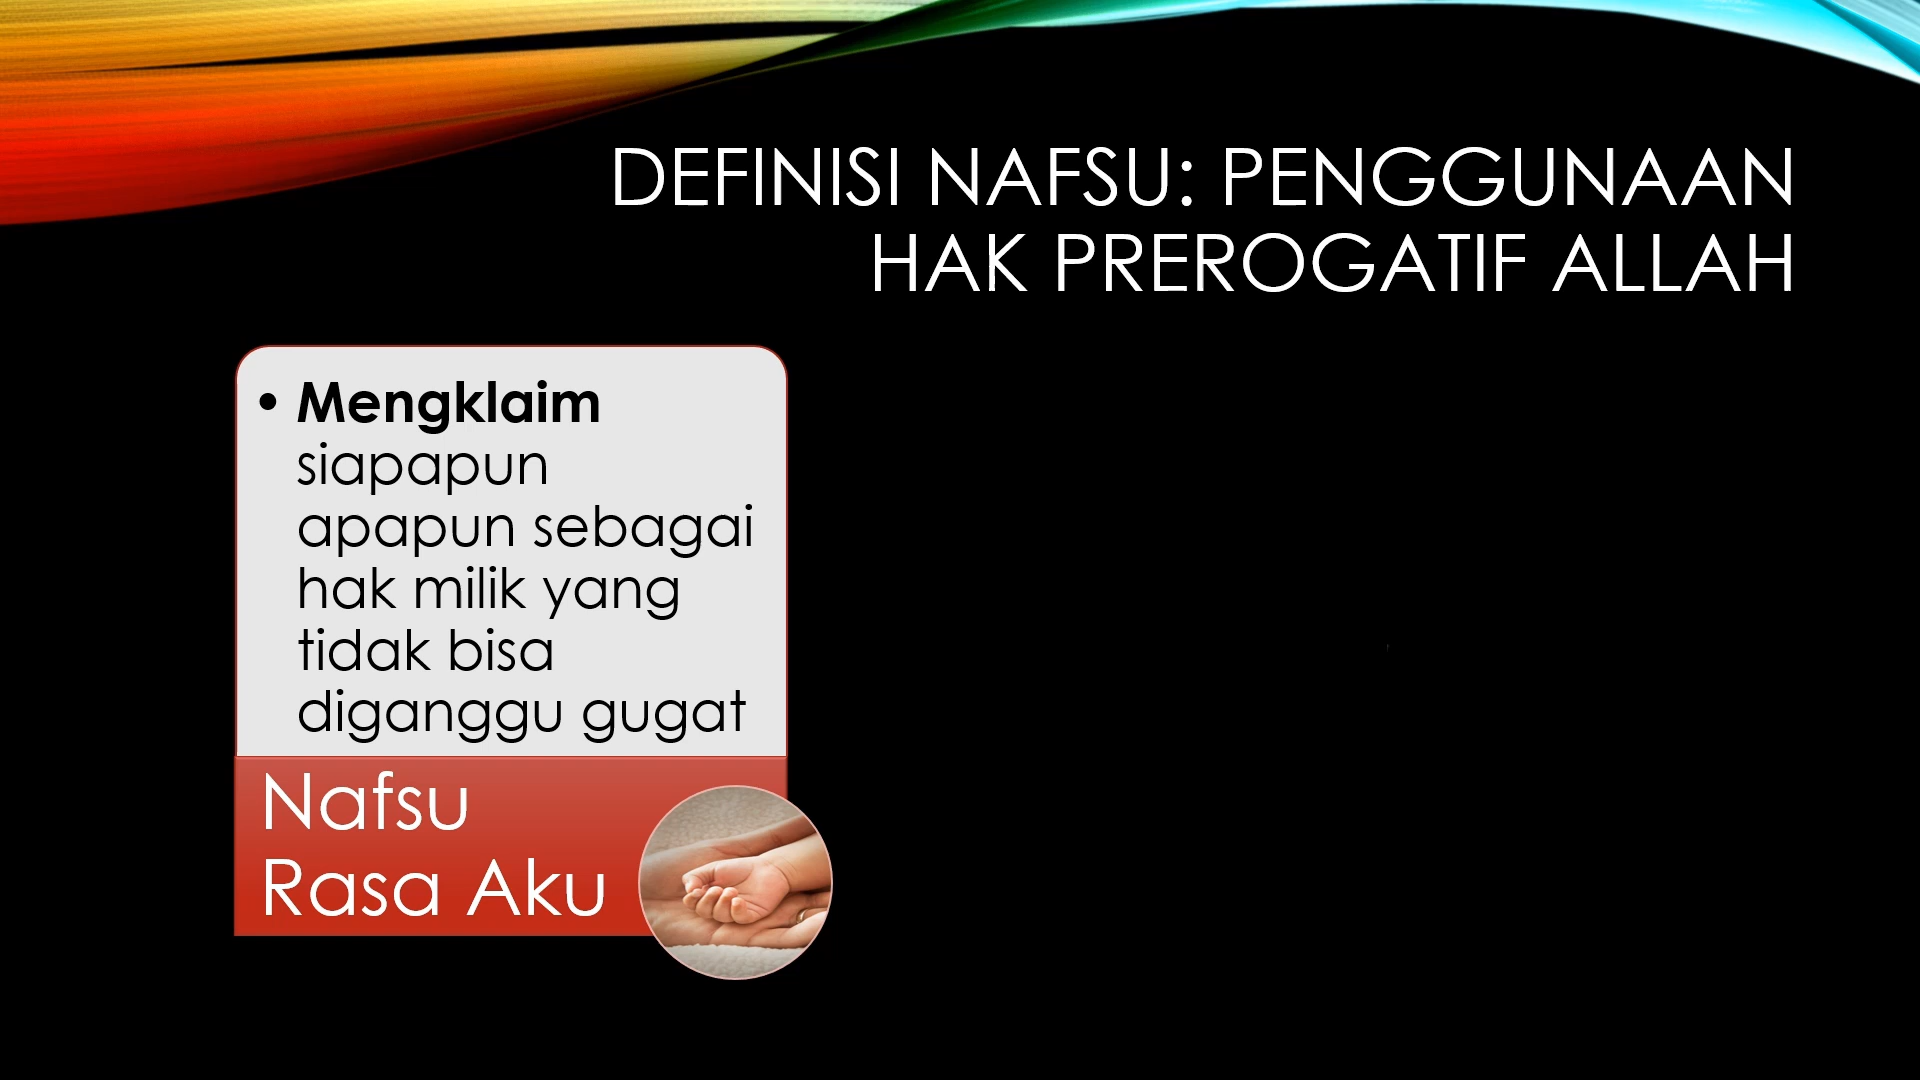 DEFINISI NAFSU: PENGGUNAAN
HAK PREROGATIF ALLAH
• Mengklaim
siapapun
apapun sebagai
hak milik yang
tidak bisa
diganggu gugat
Nafsu
Rasa Aku